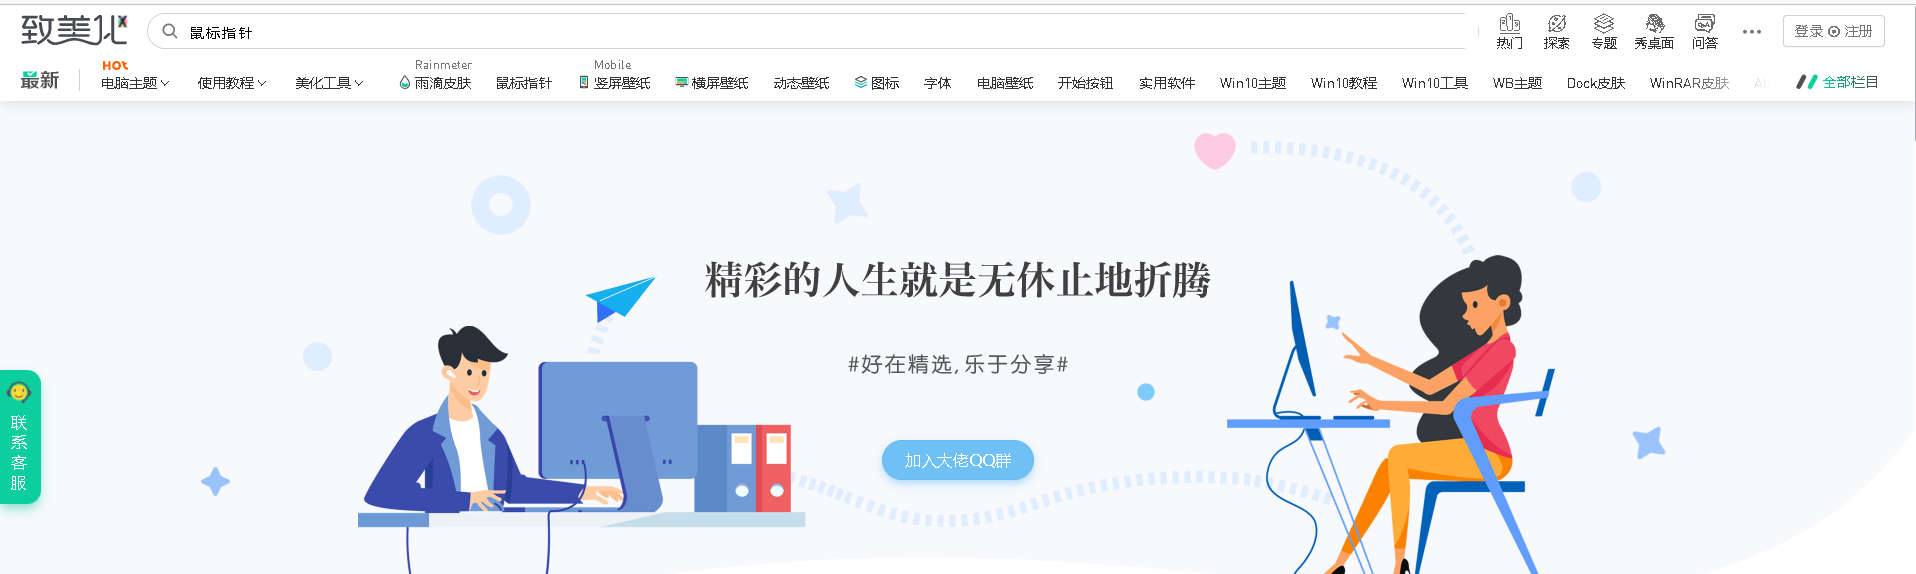 致美化
鼠标指针
热门 探索 专题 秀桌面 问答
登录 注册
HOT
Rainmeter
Mobile
最新 电脑主题 使用教程 美化工具 雨滴皮肤 鼠标指针 竖屏壁纸 横屏壁纸 动态壁纸 图标 字体 电脑壁纸 开始按钮 实用软件 Win10主题 Win10教程 Win10工具 WB主题 Dock皮肤 WinRAR皮肤 全部栏目
精彩的人生就是无休止地折腾
#好在精选,乐于分享#
加入大佬QQ群
联系客服